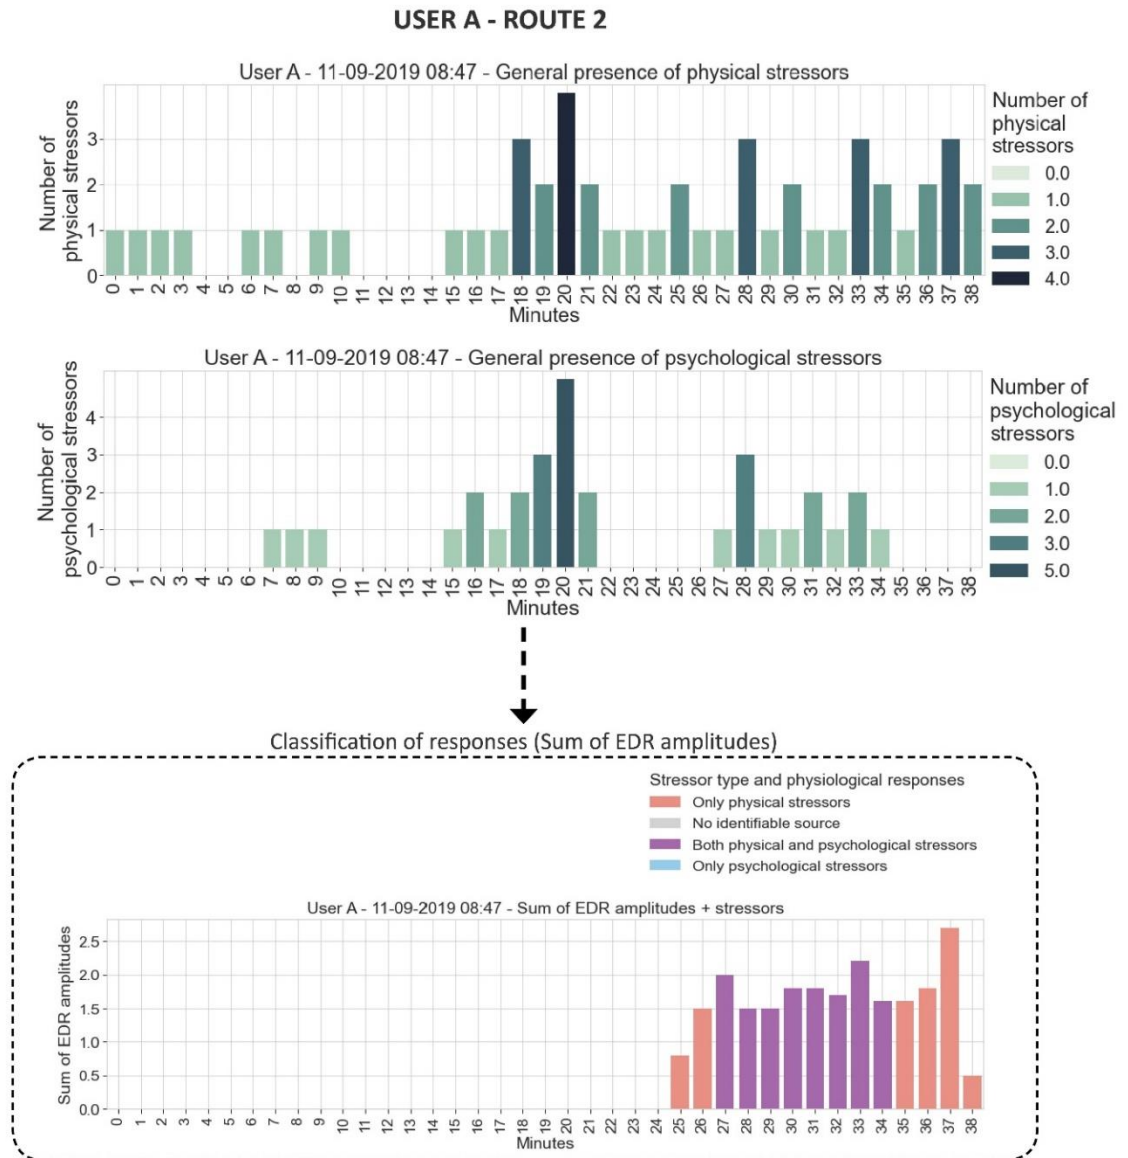 USER A - ROUTE 2
User A - 11-09-2019 08:47 - General presence of physical stressors
Number of
physical stressors
3
2
1
0
0 1 2 3 4 5 6 7 8 9 10 11 12 13 14 15 16 17 18 19 20 21 22 23 24 25 26 27 28 29 30 31 32 33 34 35 36 37 38
Minutes
Number of
physical
stressors
0.0
1.0
2.0
3.0
4.0
User A - 11-09-2019 08:47 - General presence of psychological stressors
Number of
psychological stressors
4
3
2
1
0
0 1 2 3 4 5 6 7 8 9 10 11 12 13 14 15 16 17 18 19 20 21 22 23 24 25 26 27 28 29 30 31 32 33 34 35 36 37 38
Minutes
Number of
psychological
stressors
0.0
1.0
2.0
3.0
5.0
Classification of responses (Sum of EDR amplitudes)
Stressor type and physiological responses
Only physical stressors
No identifiable source
Both physical and psychological stressors
Only psychological stressors
User A - 11-09-2019 08:47 - Sum of EDR amplitudes + stressors
Sum of EDR amplitudes
2.5
2.0
1.5
1.0
0.5
0.0
0 1 2 3 4 5 6 7 8 9 10 11 12 13 14 15 16 17 18 19 20 21 22 23 24 25 26 27 28 29 30 31 32 33 34 35 36 37 38
Minutes